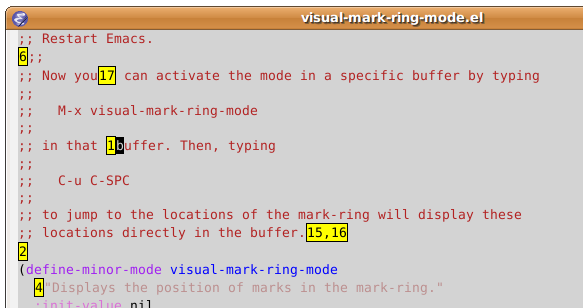 visual-mark-ring-mode.el
;; Restart Emacs.
6;;
;; Now you17 can activate the mode in a specific buffer by typing
;;
;;   M-x visual-mark-ring-mode
;;
;; in that 1buffer. Then, typing
;;
;;   C-u C-SPC
;;
;; to jump to the locations of the mark-ring will display these
;; locations directly in the buffer.15,16
2
(define-minor-mode visual-mark-ring-mode
  4"Displays the position of marks in the mark-ring."
  :init-value nil